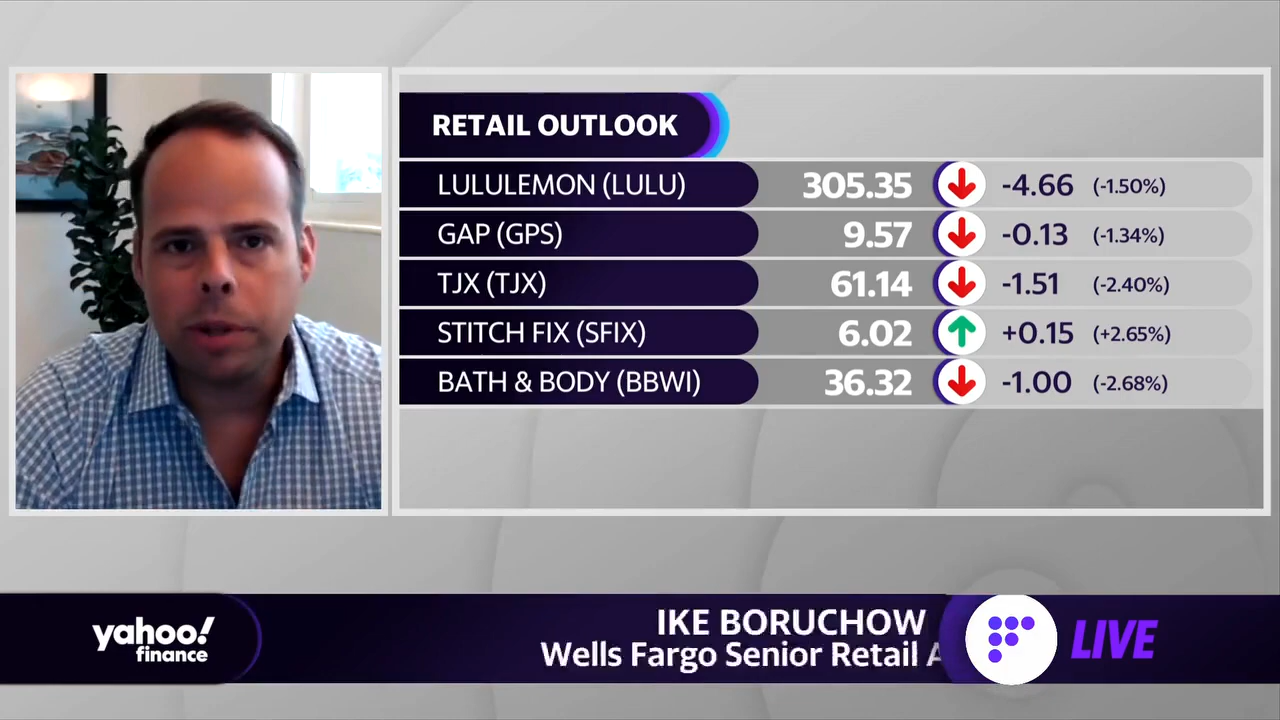 RETAIL OUTLOOK
LULULEMON (LULU) 305.35 -4.66 (-1.50%)
GAP (GPS) 9.57 -0.13 (-1.34%)
TJX (TJX) 61.14 -1.51 (-2.40%)
STITCH FIX (SFIX) 6.02 +0.15 (+2.65%)
BATH & BODY (BBWI) 36.32 -1.00 (-2.68%)
IKE BORUCHOW
Wells Fargo Senior Retail A
yahoo!
finance
LIVE